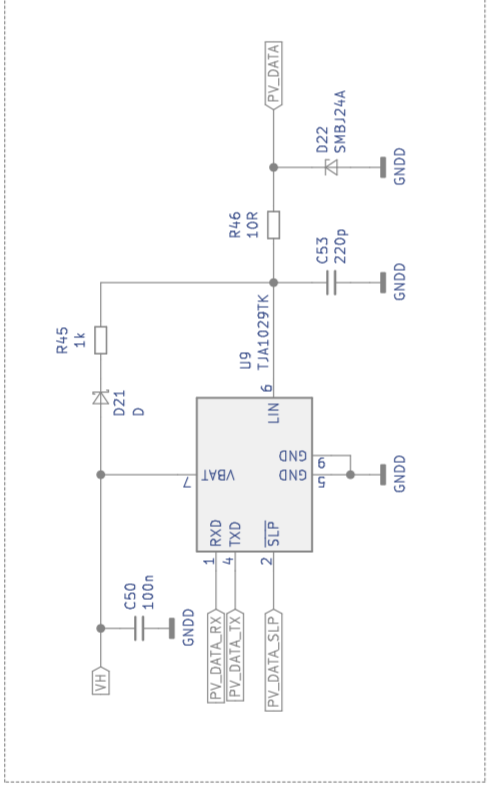 VH
C50
100n
GNDD
D21
D
R45
1k
U9
TJA1029TK
PV_DATA_RX
1
RXD
PV_DATA_TX
4
TXD
PV_DATA_SLP
2
SLP
7
VBAT
6
LIN
GND
5
GND
9
GNDD
R46
10R
C53
220p
GNDD
D22
SMBJ24A
GNDD
PV_DATA